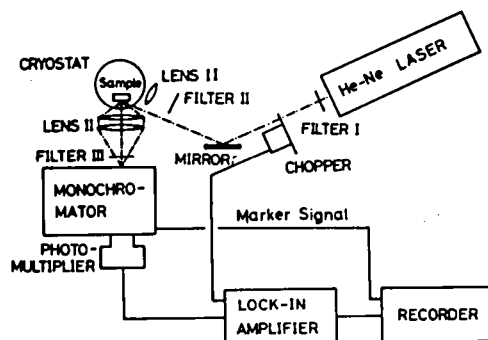 CRYOSTAT
Sample
LENS II
FILTER II
He-Ne LASER
LENS II
FILTER I
FILTER III
MIRROR
CHOPPER
MONOCHRO-
MATOR
Marker Signal
PHOTO-
MULTIPLIER
LOCK-IN
AMPLIFIER
RECORDER